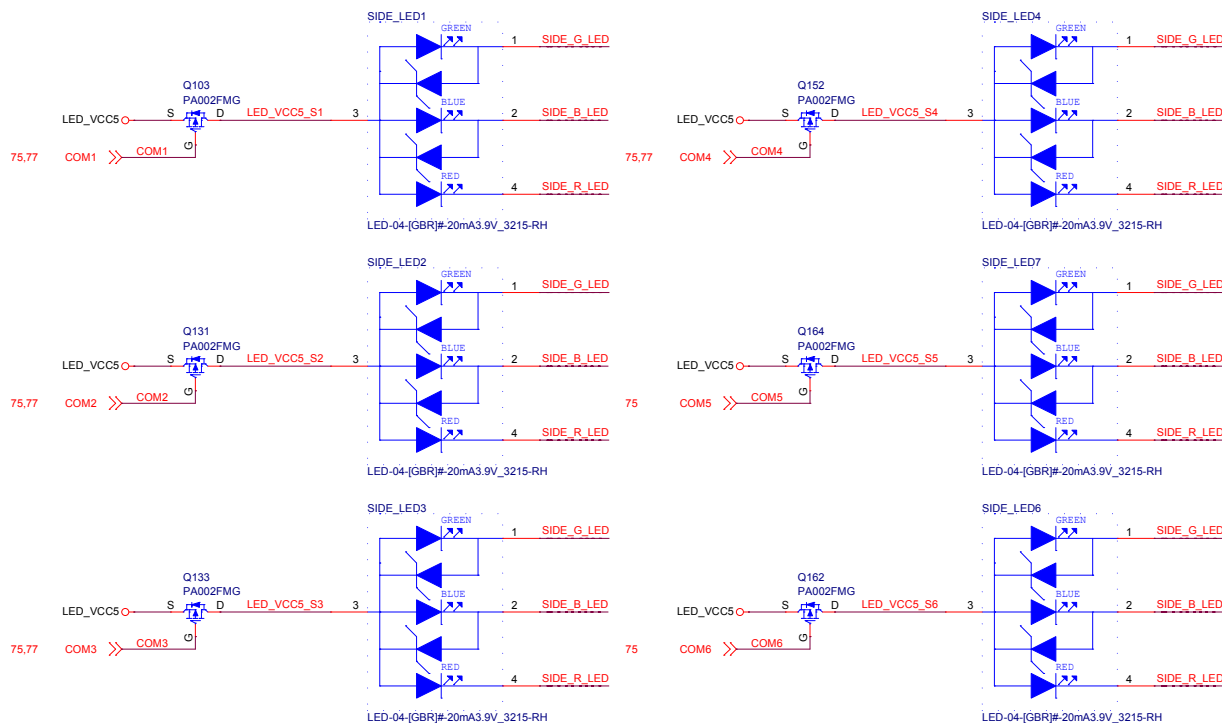 SIDE_LED1
GREEN
1 SIDE_G_LED
Q103
PA002FMG
LED_VCC5 S D LED_VCC5_S1 3
BLUE
2 SIDE_B_LED
G
75,77 COM1 COM1
RED
4 SIDE_R_LED
LED-04-[GBR]#-20mA3.9V_3215-RH
SIDE_LED4
GREEN
1 SIDE_G_LED
Q152
PA002FMG
LED_VCC5 S D LED_VCC5_S4 3
BLUE
2 SIDE_B_LED
G
75,77 COM4 COM4
RED
4 SIDE_R_LED
LED-04-[GBR]#-20mA3.9V_3215-RH
SIDE_LED2
GREEN
1 SIDE_G_LED
Q131
PA002FMG
LED_VCC5 S D LED_VCC5_S2 3
BLUE
2 SIDE_B_LED
G
75,77 COM2 COM2
RED
4 SIDE_R_LED
LED-04-[GBR]#-20mA3.9V_3215-RH
SIDE_LED7
GREEN
1 SIDE_G_LED
Q164
PA002FMG
LED_VCC5 S D LED_VCC5_S5 3
BLUE
2 SIDE_B_LED
G
75 COM5 COM5
RED
4 SIDE_R_LED
LED-04-[GBR]#-20mA3.9V_3215-RH
SIDE_LED3
GREEN
1 SIDE_G_LED
Q133
PA002FMG
LED_VCC5 S D LED_VCC5_S3 3
BLUE
2 SIDE_B_LED
G
75,77 COM3 COM3
RED
4 SIDE_R_LED
LED-04-[GBR]#-20mA3.9V_3215-RH
SIDE_LED6
GREEN
1 SIDE_G_LED
Q162
PA002FMG
LED_VCC5 S D LED_VCC5_S6 3
BLUE
2 SIDE_B_LED
G
75 COM6 COM6
RED
4 SIDE_R_LED
LED-04-[GBR]#-20mA3.9V_3215-RH